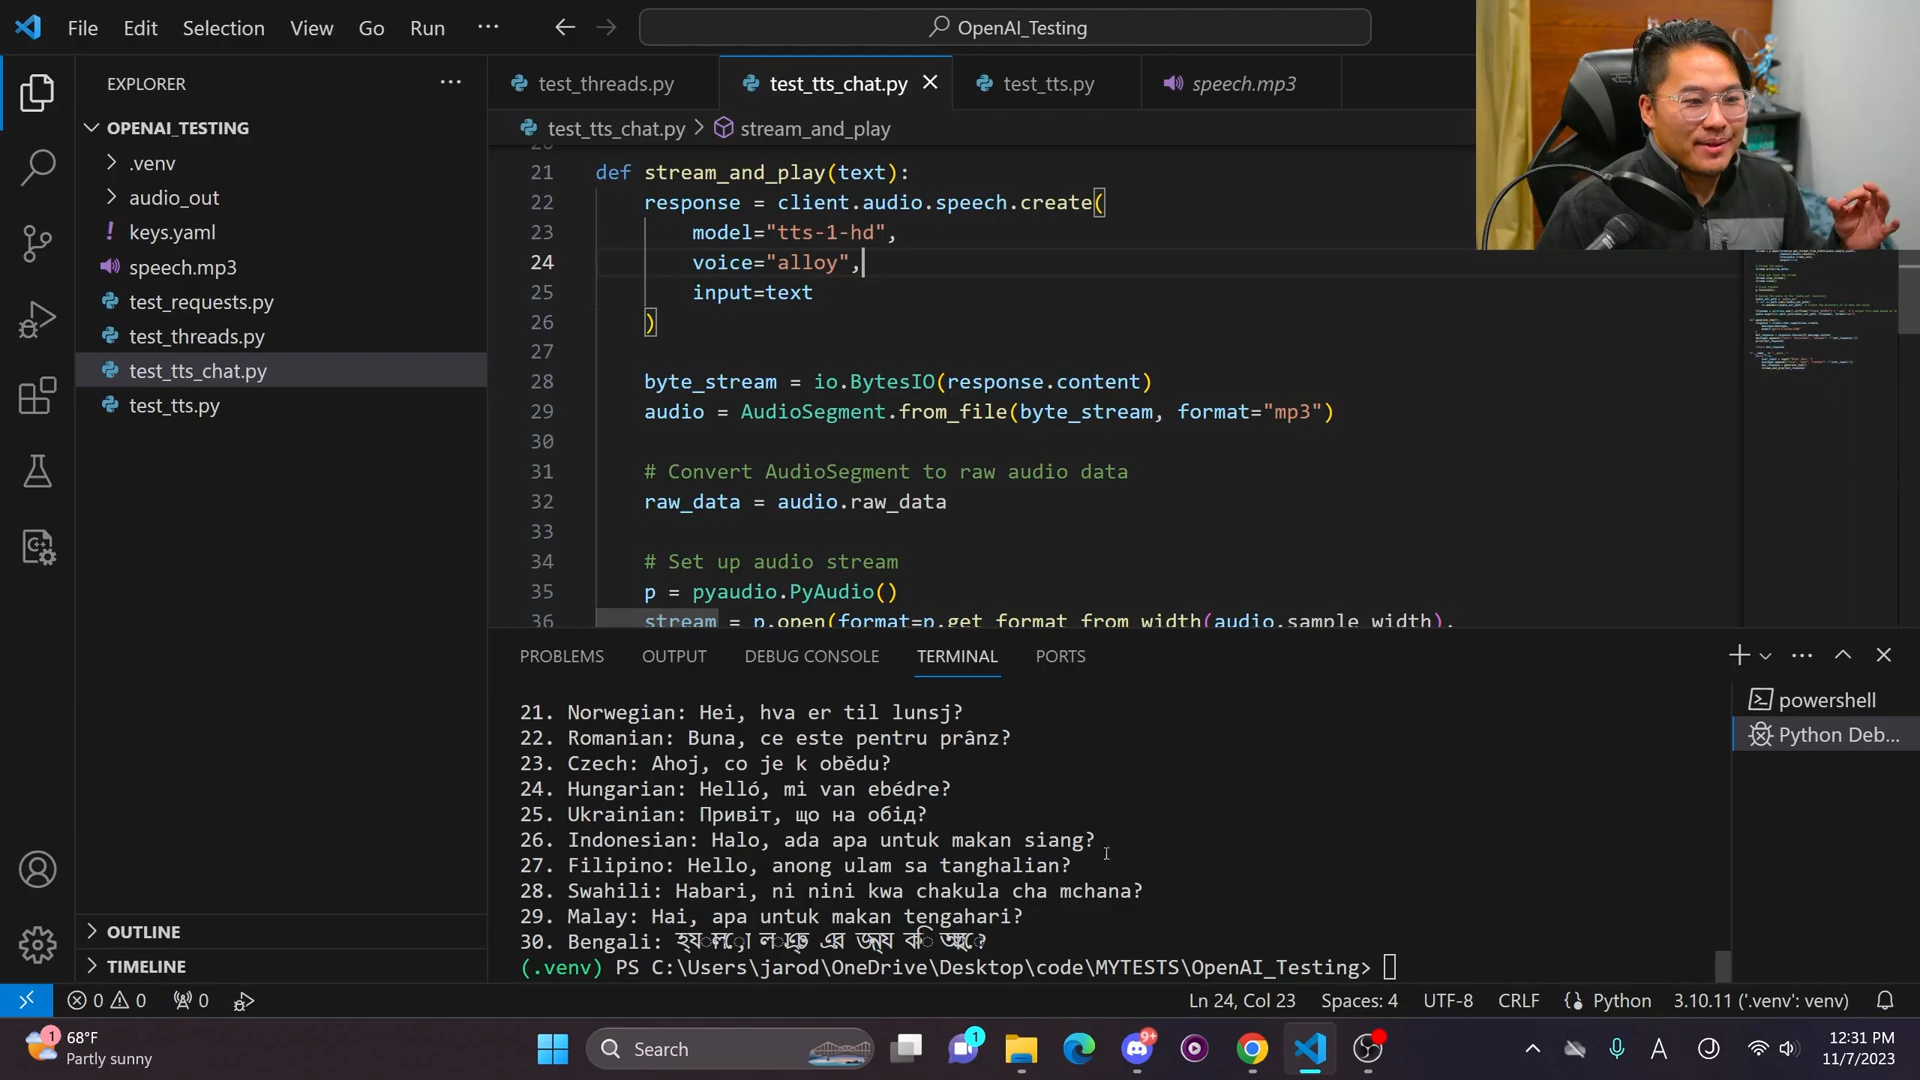 File Edit Selection View Go Run ···
OpenAI_Testing
EXPLORER ···
OPENAI_TESTING
.venv
audio_out
! keys.yaml
speech.mp3
test_requests.py
test_threads.py
test_tts_chat.py
test_tts.py
OUTLINE
TIMELINE
test_threads.py test_tts_chat.py test_tts.py speech.mp3
test_tts_chat.py > stream_and_play
21 def stream_and_play(text):
22 response = client.audio.speech.create(
23 model="tts-1-hd",
24 voice="alloy",
25 input=text
26 )
27
28 byte_stream = io.BytesIO(response.content)
29 audio = AudioSegment.from_file(byte_stream, format="mp3")
30
31 # Convert AudioSegment to raw audio data
32 raw_data = audio.raw_data
33
34 # Set up audio stream
35 p = pyaudio.PyAudio()
36 stream = p.open(format=p.get_format_from_width(audio.sample_width),
PROBLEMS OUTPUT DEBUG CONSOLE TERMINAL PORTS
powershell
Python Deb...
21. Norwegian: Hei, hva er til lunsj?
22. Romanian: Buna, ce este pentru prânz?
23. Czech: Ahoj, co je k obědu?
24. Hungarian: Helló, mi van ebédre?
25. Ukrainian: Привіт, що на обід?
26. Indonesian: Halo, ada apa untuk makan siang?
27. Filipino: Hello, anong ulam sa tanghalian?
28. Swahili: Habari, ni nini kwa chakula cha mchana?
29. Malay: Hai, apa untuk makan tengahari?
30. Bengali:
(.venv) PS C:\Users\jarod\OneDrive\Desktop\code\MYTESTS\OpenAI_Testing>
0 0 0 Ln 24, Col 23 Spaces: 4 UTF-8 CRLF Python 3.10.11 ('.venv': venv)
1 68°F
Partly sunny
Search
1
9+
A
12:31 PM
11/7/2023